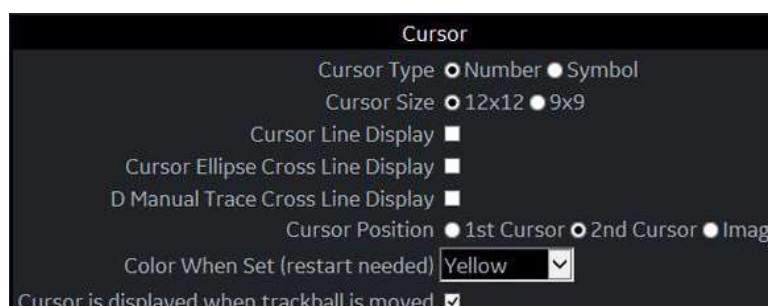 Cursor
Cursor Type Number Symbol
Cursor Size 12x12 9x9
Cursor Line Display
Cursor Ellipse Cross Line Display
D Manual Trace Cross Line Display
Cursor Position 1st Cursor 2nd Cursor Imag
Color When Set (restart needed) Yellow
Cursor is displayed when trackball is moved